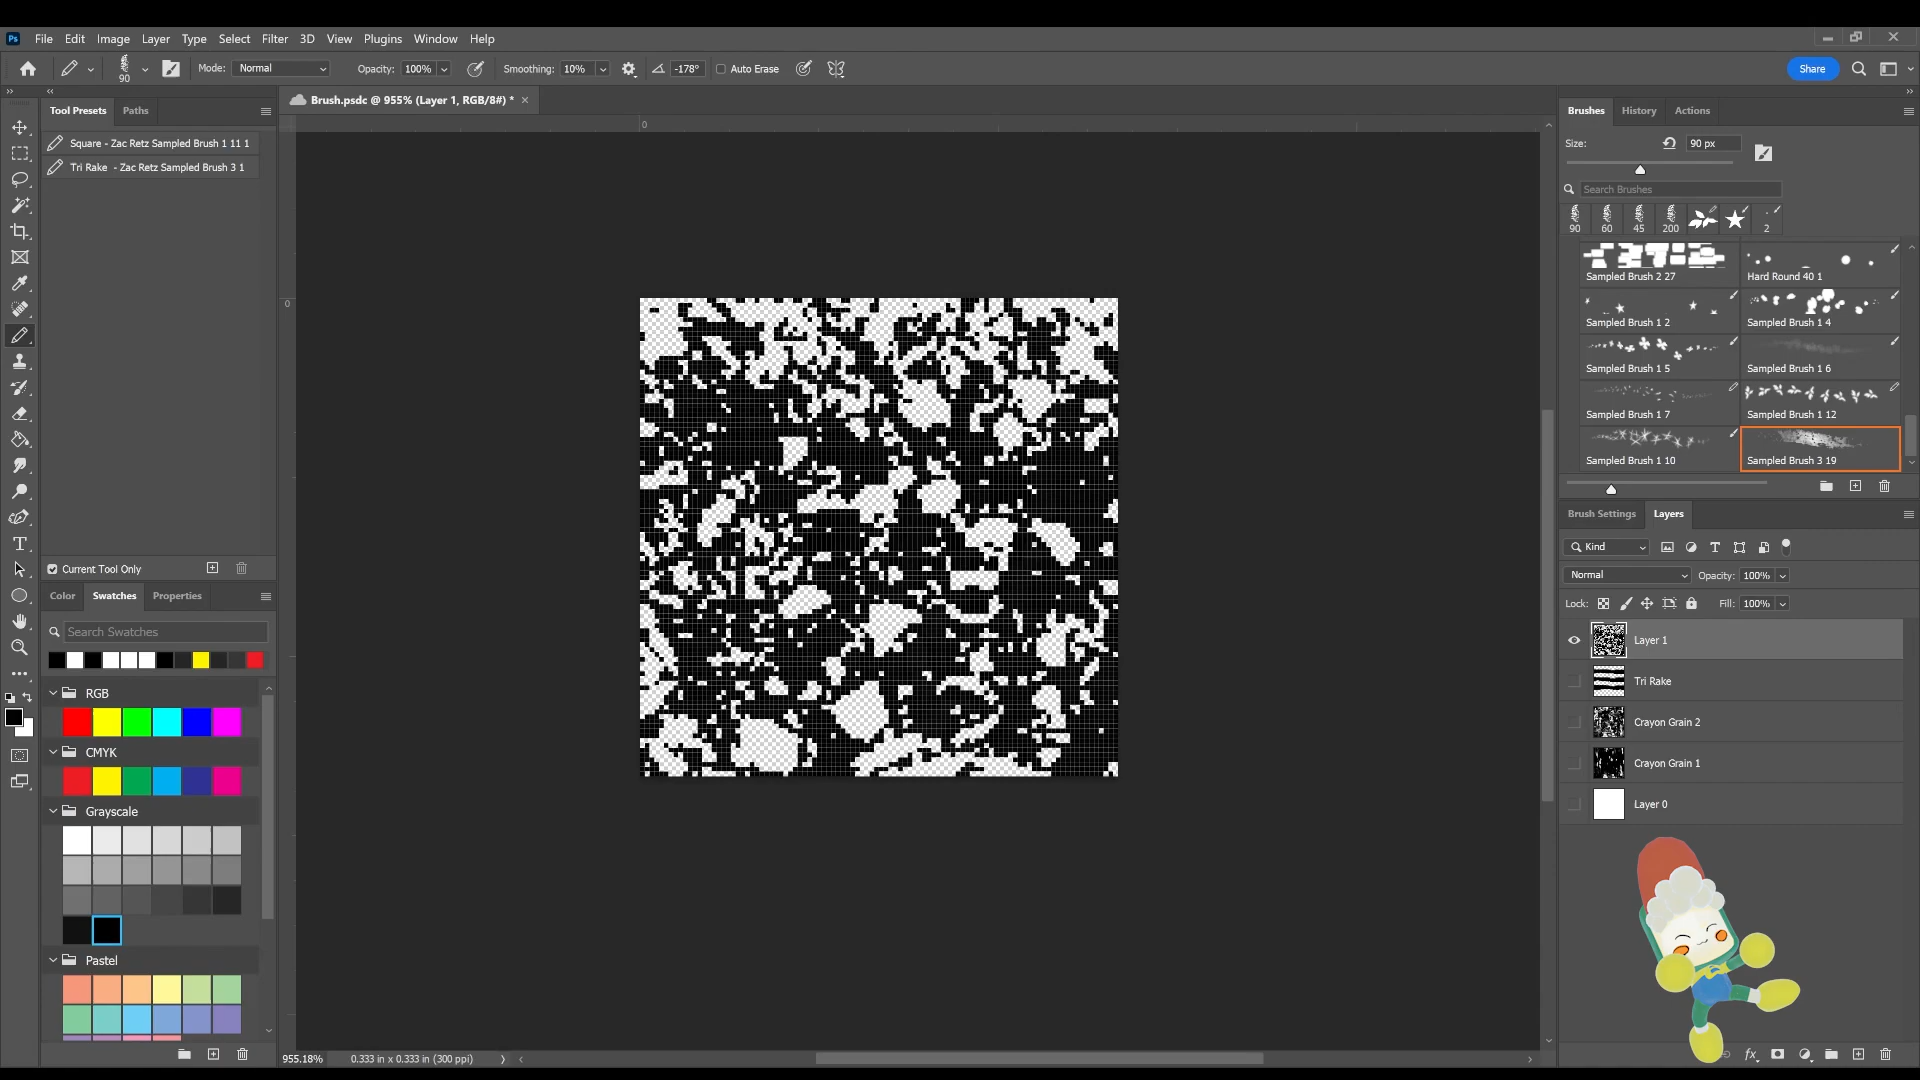 Ps File Edit Image Layer Type Select Filter 3D View Plugins Window Help
90 Mode: Normal Opacity: 100% Smoothing: 10% -178° Auto Erase Share
Tool Presets Paths
Square - Zac Retz Sampled Brush 1 11 1
Tri Rake - Zac Retz Sampled Brush 3 1
Current Tool Only
Color Swatches Properties
Search Swatches
RGB
CMYK
Grayscale
Pastel
Brush.psdc @ 955% (Layer 1, RGB/8#) *
0
0
955.18% 0.333 in x 0.333 in (300 ppi)
Brushes History Actions
Size: 90 px
Search Brushes
90 60 45 200 2
Sampled Brush 2 27 Hard Round 40 1
Sampled Brush 1 2 Sampled Brush 1 4
Sampled Brush 1 5 Sampled Brush 1 6
Sampled Brush 1 7 Sampled Brush 1 12
Sampled Brush 1 10 Sampled Brush 3 19
Brush Settings Layers
Kind
Normal Opacity: 100%
Lock: Fill: 100%
Layer 1
Tri Rake
Crayon Grain 2
Crayon Grain 1
Layer 0
fx